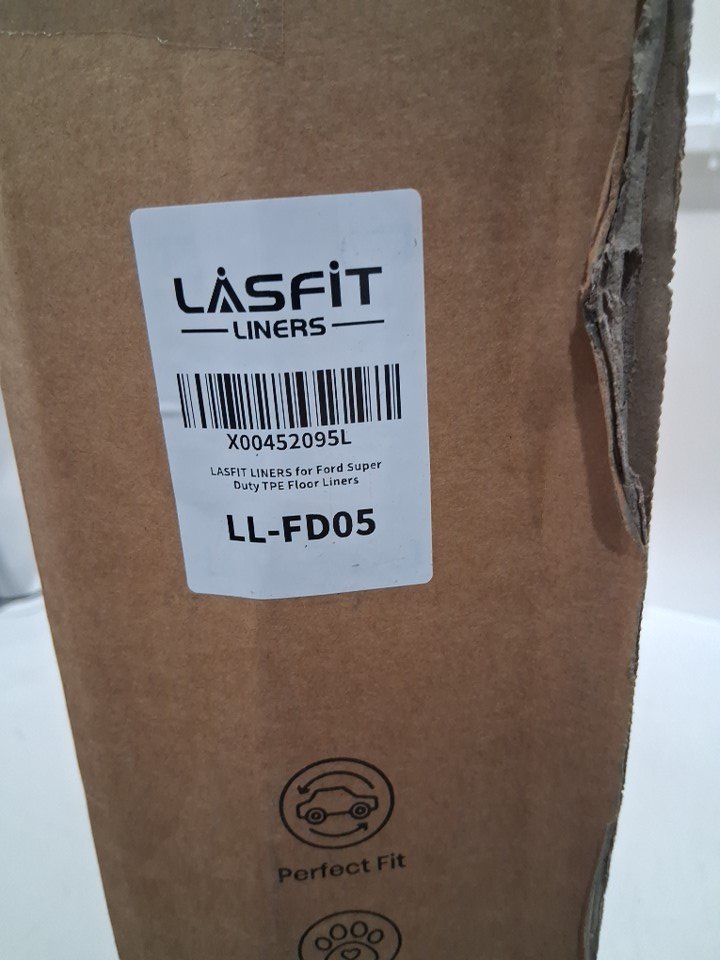 LASFIT
LINERS
X00452095L
LASFIT LINERS for Ford Super
Duty TPE Floor Liners
LL-FD05
Perfect Fit